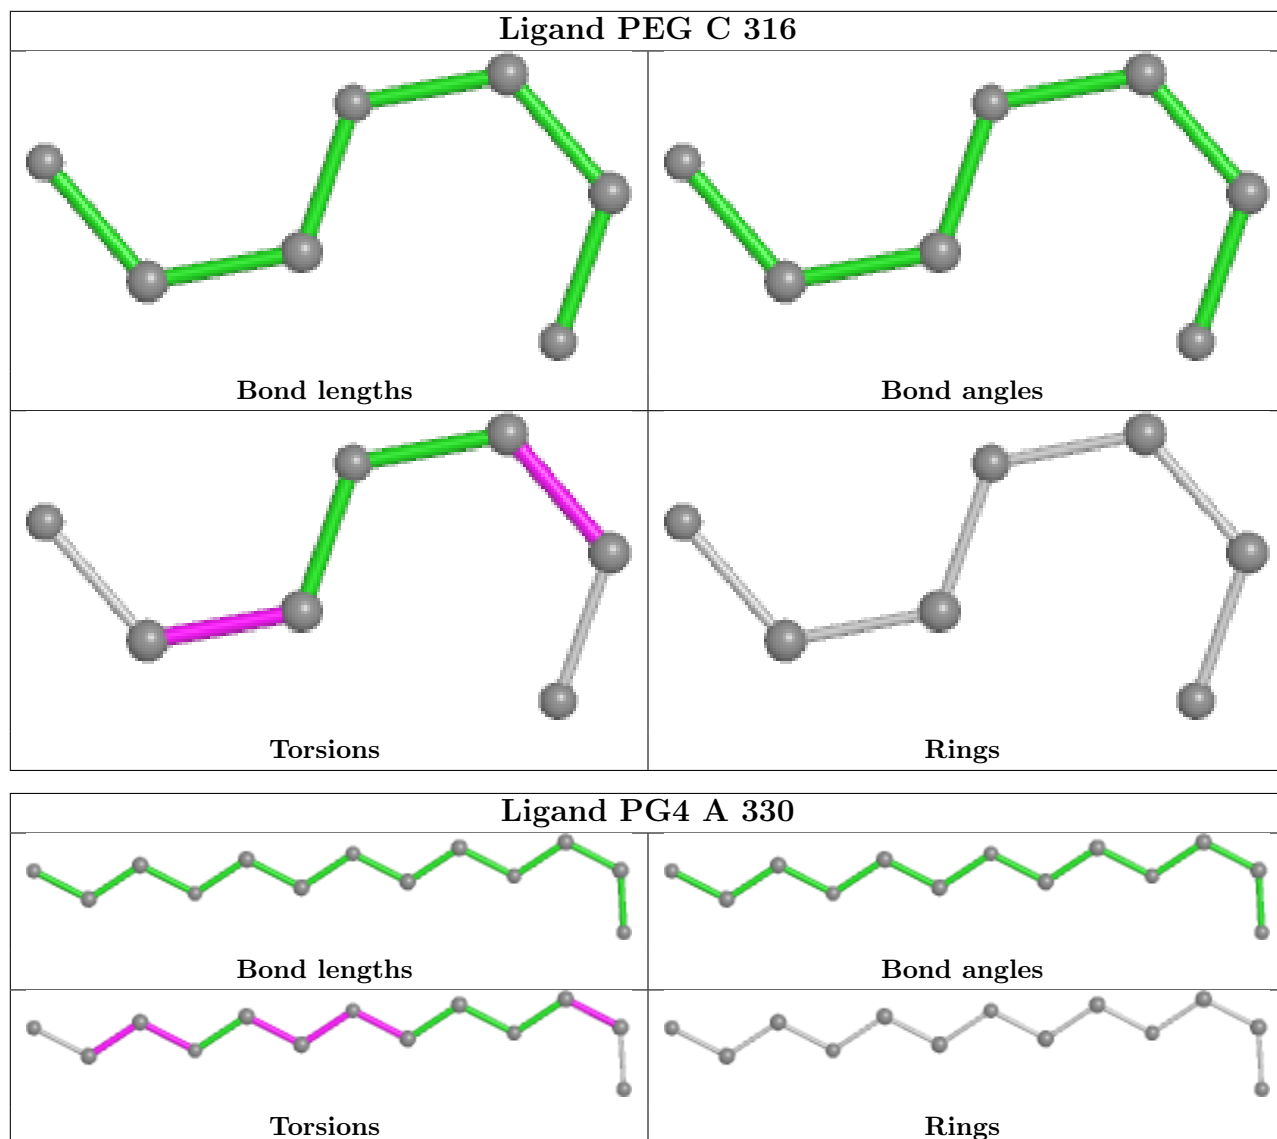 Ligand PEG C 316
Bond lengths
Bond angles
Torsions
Rings
Ligand PG4 A 330
Bond lengths
Bond angles
Torsions
Rings